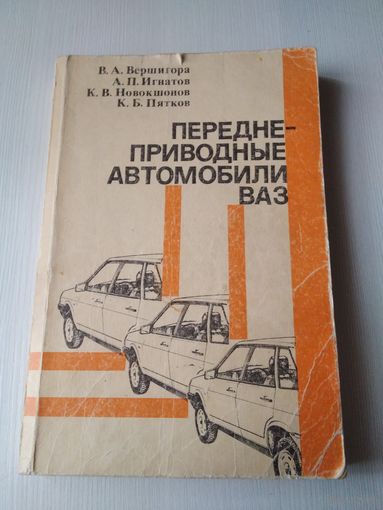 В. А. Вершигора
А. П. Игнатов
К. В. Новокшонов
К. Б. Пятков
ПЕРЕДНЕ-
ПРИВОДНЫЕ
АВТОМОБИЛИ
ВАЗ